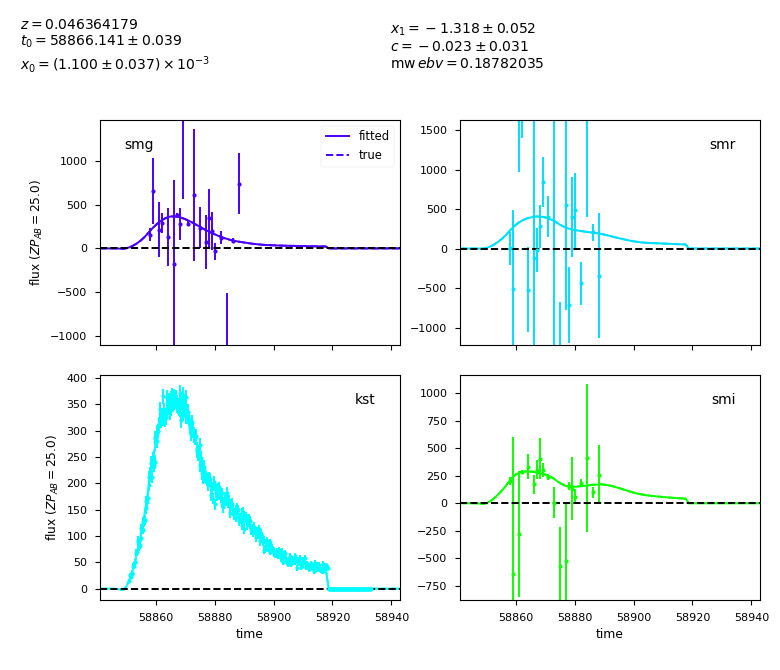 z = 0.046364179
t₀ = 58866.141 ± 0.039
x₀ = (1.100 ± 0.037) × 10⁻³
x₁ = −1.318 ± 0.052
c = −0.023 ± 0.031
mw ebv = 0.18782035
smg
fitted
true
1000
500
0
−500
−1000
flux (ZP_AB = 25.0)
smr
1500
1000
500
0
−500
−1000
kst
400
350
300
250
200
150
100
50
0
flux (ZP_AB = 25.0)
58860 58880 58900 58920 58940
time
smi
1000
750
500
250
0
−250
−500
−750
58860 58880 58900 58920 58940
time